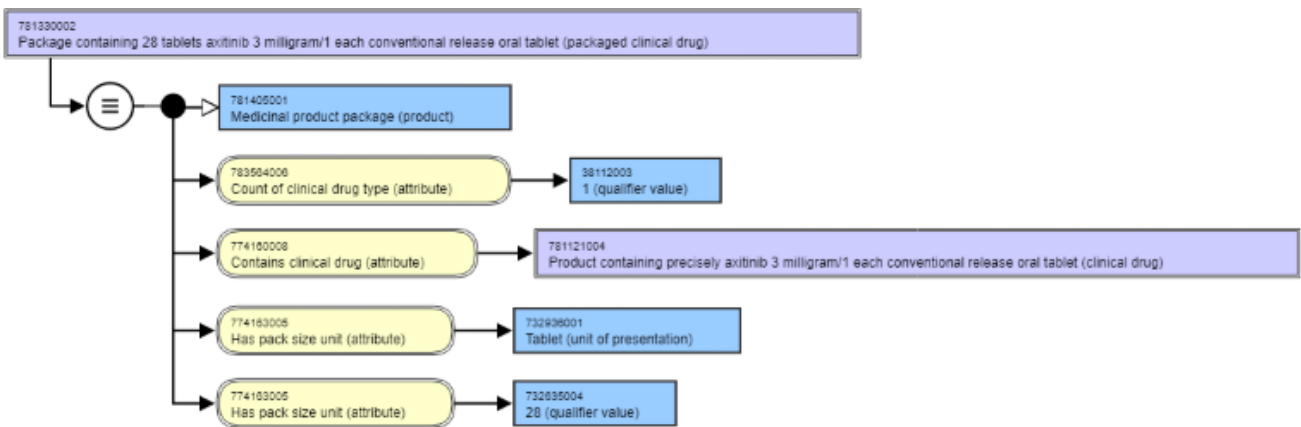 781330002
Package containing 28 tablets axitinib 3 milligram/1 each conventional release oral tablet (packaged clinical drug)
781405001
Medicinal product package (product)
783564006
Count of clinical drug type (attribute)
38112003
1 (qualifier value)
774160008
Contains clinical drug (attribute)
781121004
Product containing precisely axitinib 3 milligram/1 each conventional release oral tablet (clinical drug)
774163005
Has pack size unit (attribute)
732936001
Tablet (unit of presentation)
774163005
Has pack size unit (attribute)
732635004
28 (qualifier value)